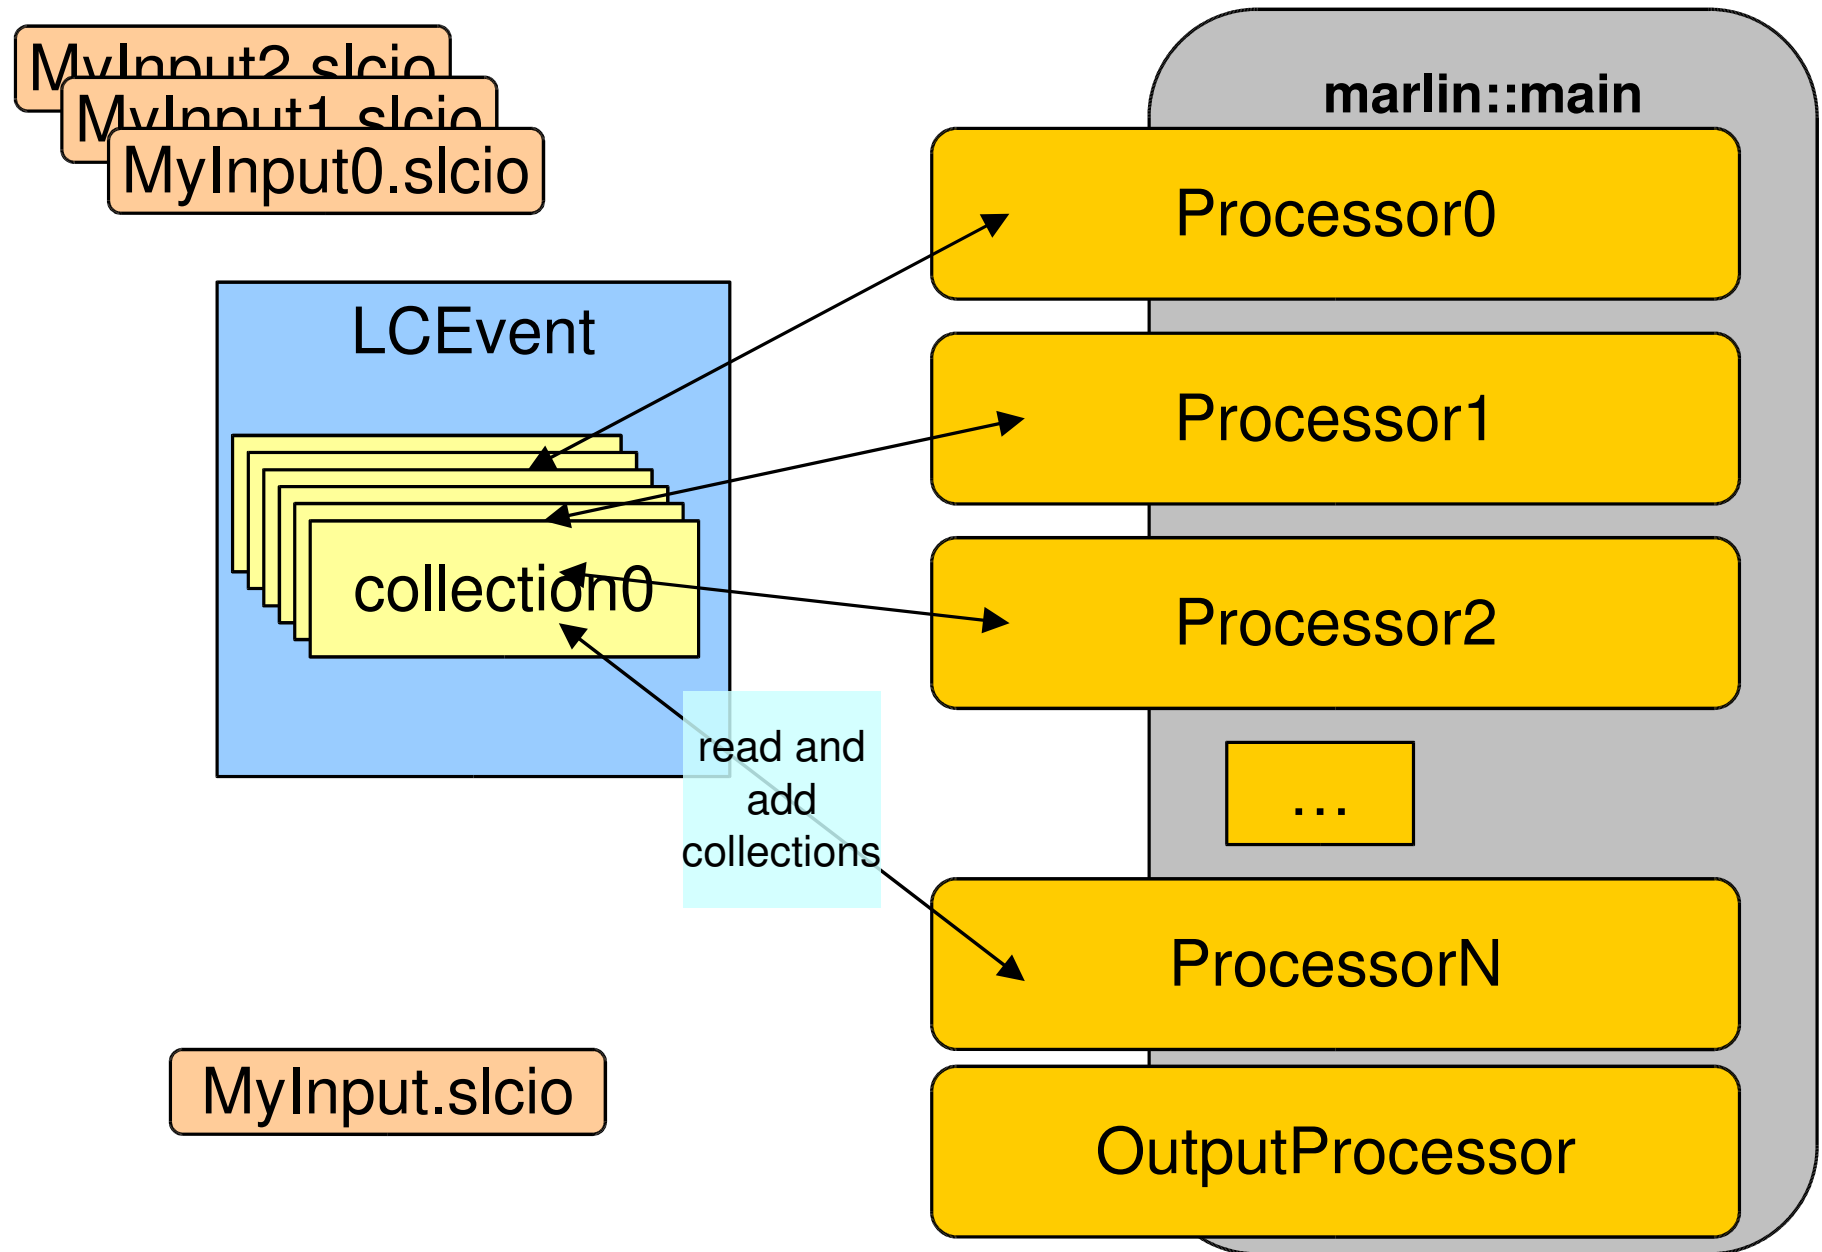 MyInput2.slcio
MyInput1.slcio
MyInput0.slcio
marlin::main
Processor0
LCEvent
Processor1
collection0
Processor2
read and
add
collections
...
ProcessorN
MyInput.slcio
OutputProcessor